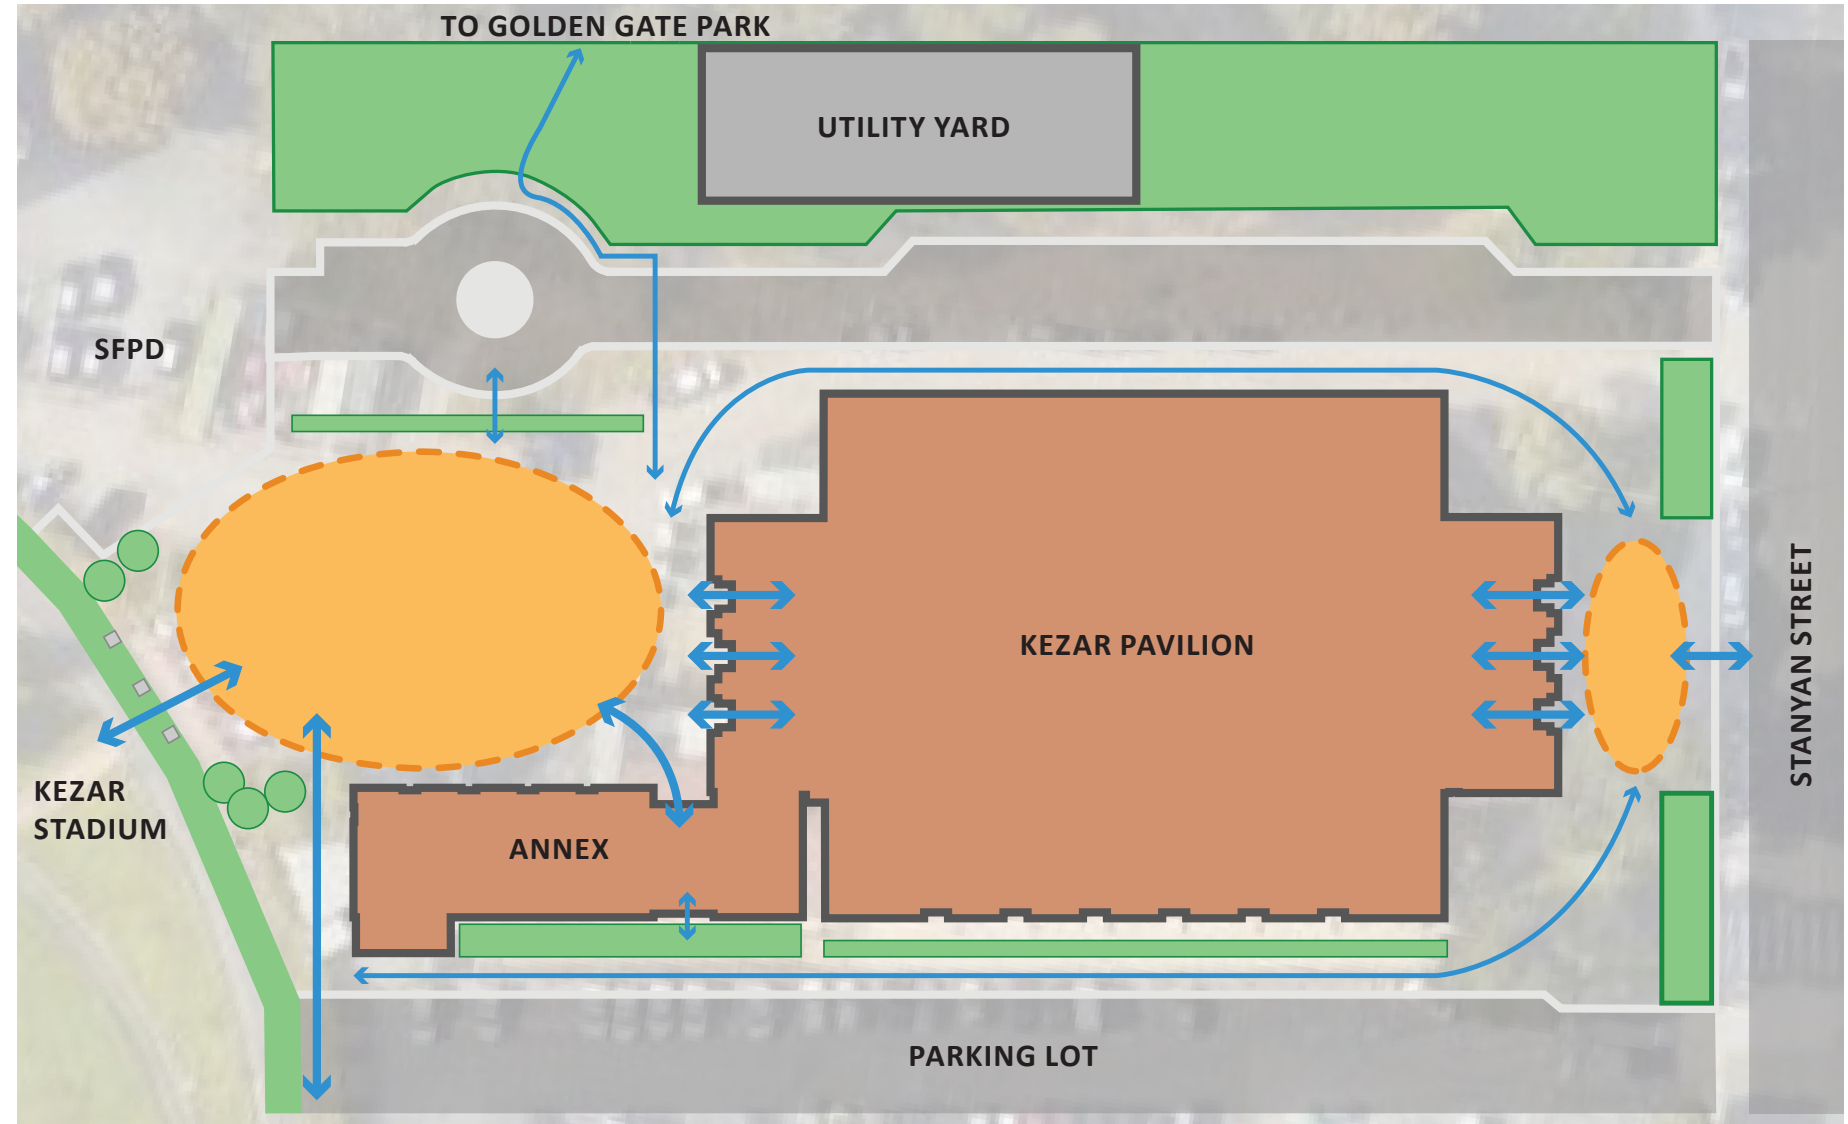 TO GOLDEN GATE PARK
UTILITY YARD
SFPD
KEZAR PAVILION
STANYAN STREET
KEZAR
STADIUM
ANNEX
PARKING LOT